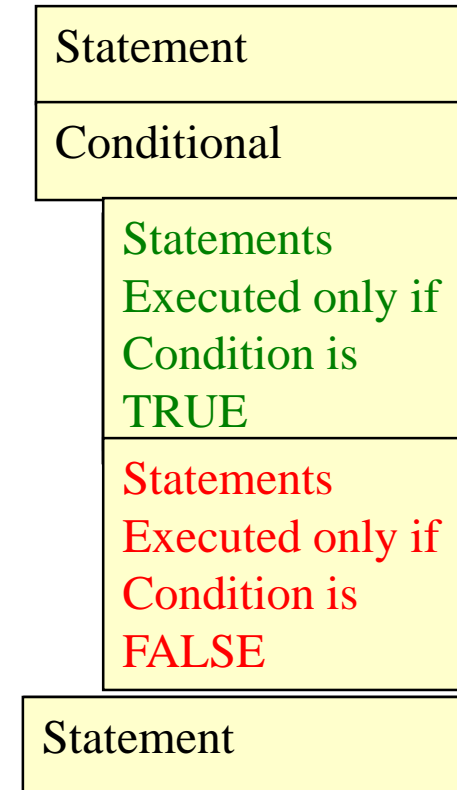 Statement
Conditional
Statements
Executed only if
Condition is
TRUE
Statements
Executed only if
Condition is
FALSE
Statement